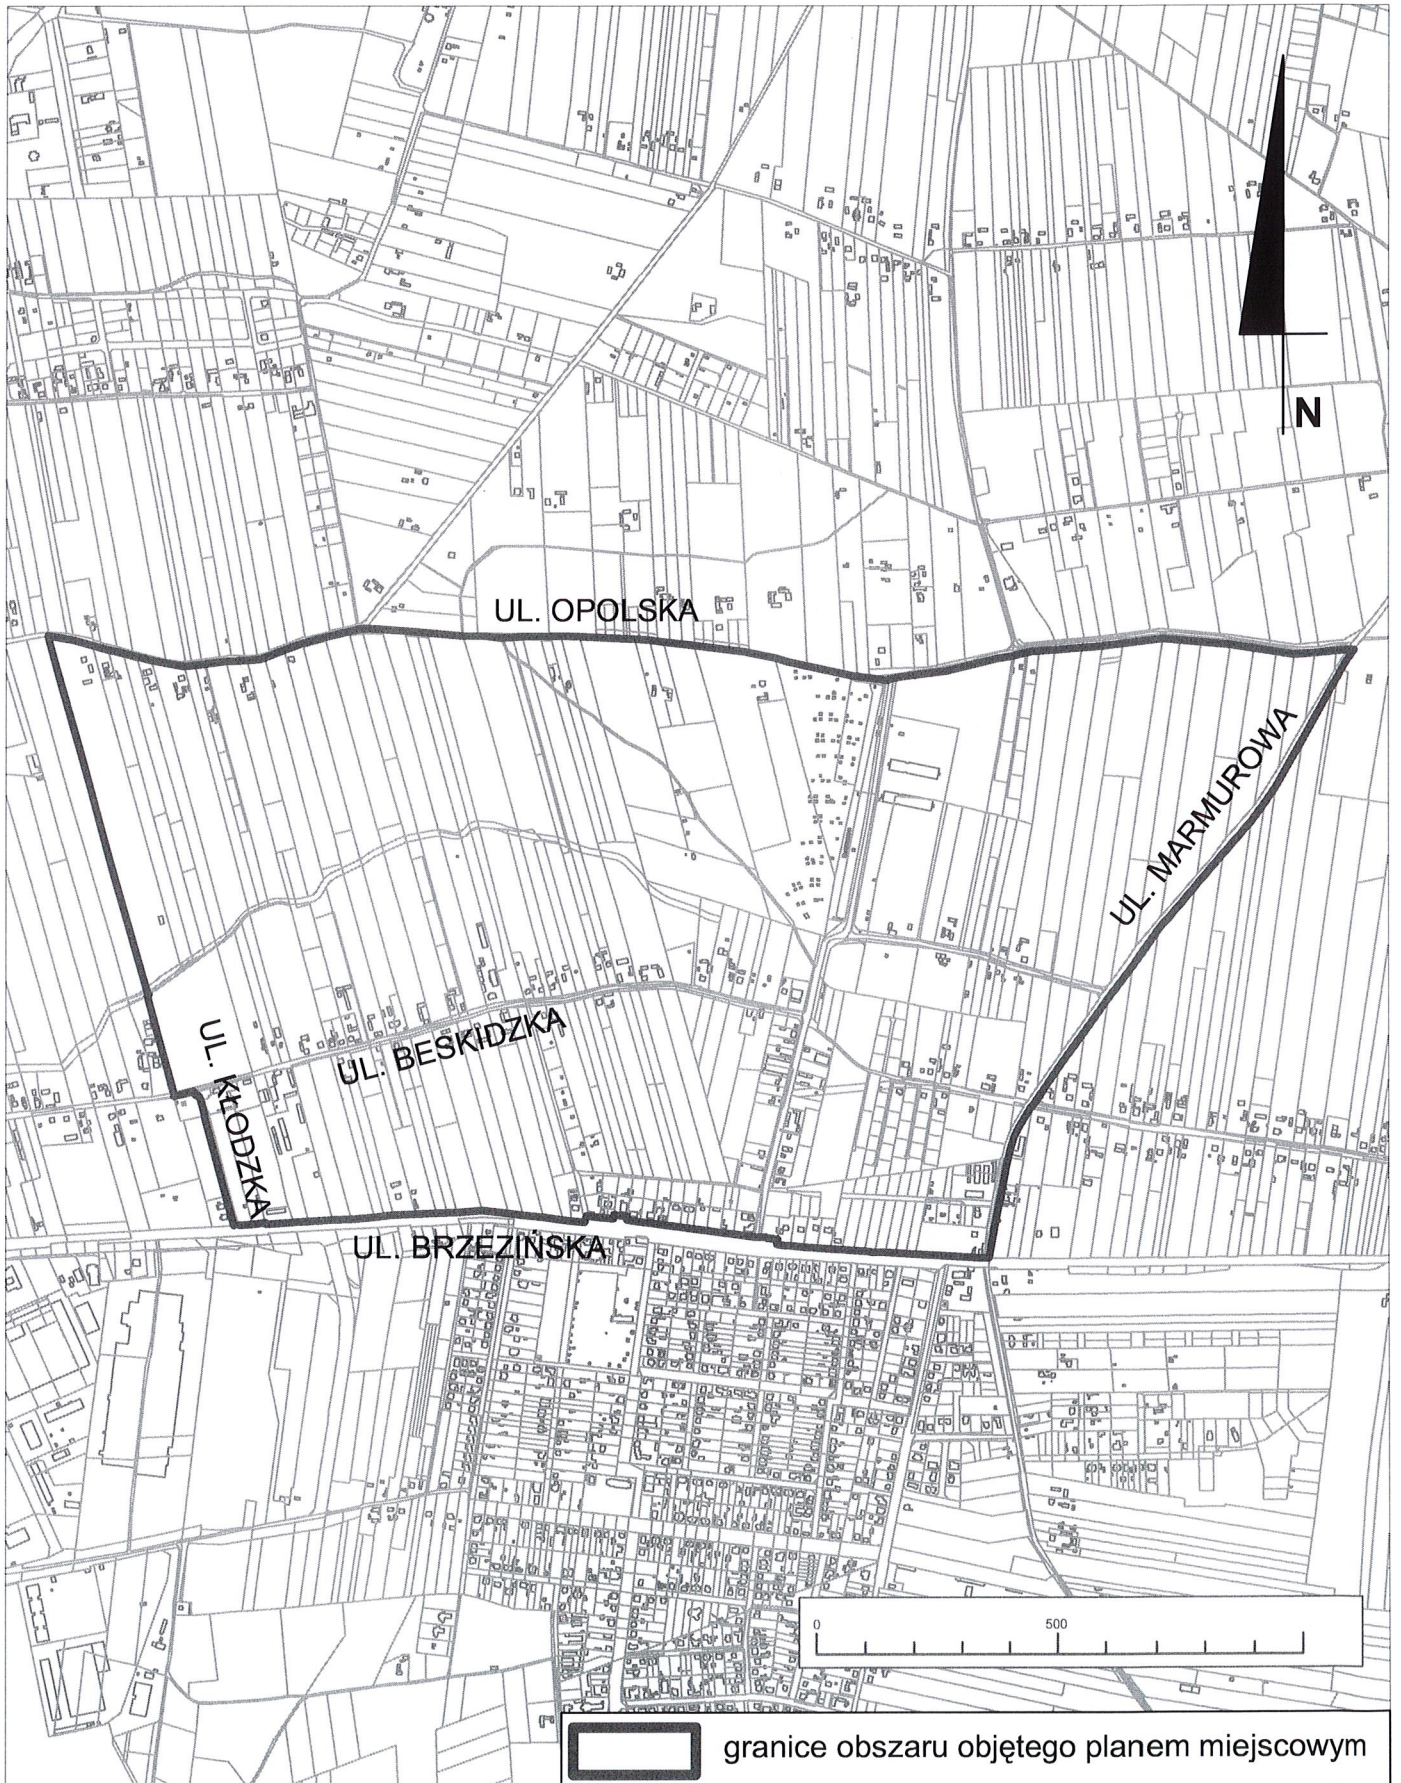 N
UL. OPOLSKA
UL. MARMUROWA
UL. KŁODZKA
UL. BESKIDZKA
UL. BRZEZIŃSKA
0 500
granice obszaru objętego planem miejscowym